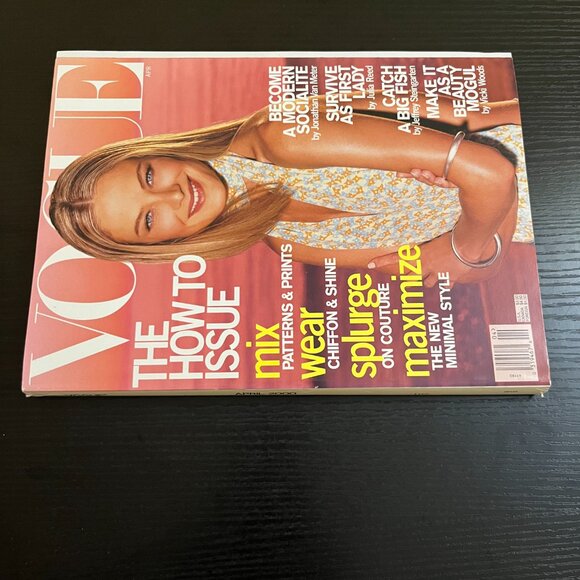 VOGUE
APR
THE
HOW TO
ISSUE
mix
PATTERNS & PRINTS
wear
CHIFFON & SHINE
splurge
ON COUTURE
maximize
THE NEW
MINIMAL STYLE
BECOME
A MODERN
SOCIALITE
by Jonathan Van Meter
SURVIVE
AS FIRST
LADY
by Julia Reed
CATCH
A BIG FISH
by Jeffrey Steingarten
MAKE IT
AS A
BEAUTY
MOGUL
by Vicki Woods
APRIL 2000